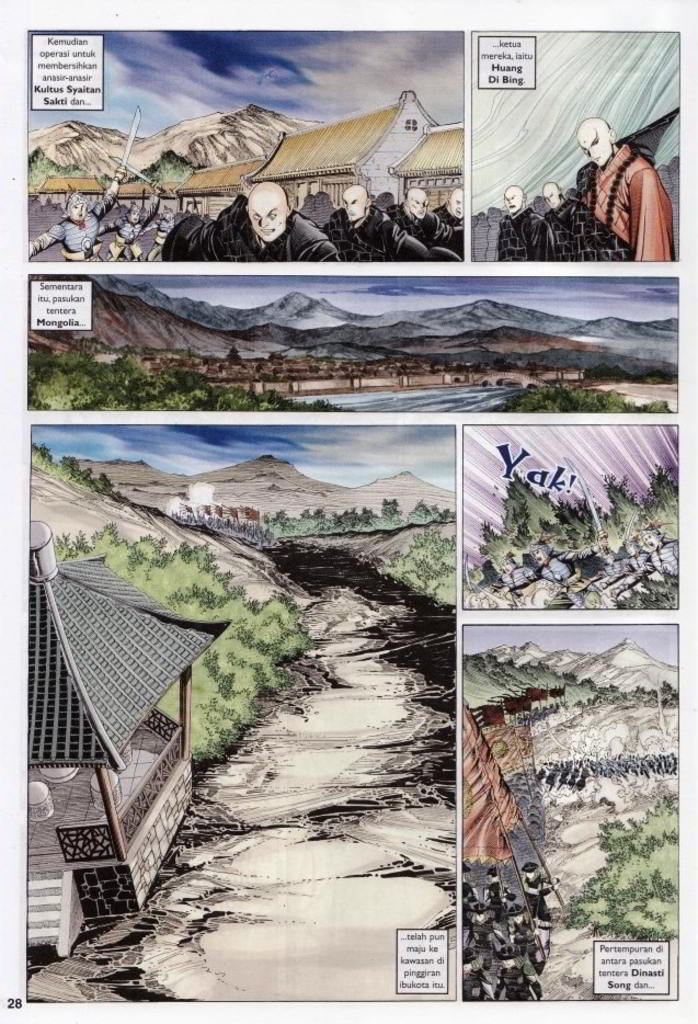 Kemudian
operasi untuk
membersihkan
anasir-anasir
Kultus Syaitan
Sakti dan...
...ketua
mereka, iaitu
Huang
Di Bing.
Sementara
itu, pasukan
tentera
Mongolia...
Yak!
...telah pun
maju ke
kawasan di
pinggiran
ibukota itu.
Pertempuran di
antara pasukan
tentera Dinasti
Song dan...
28